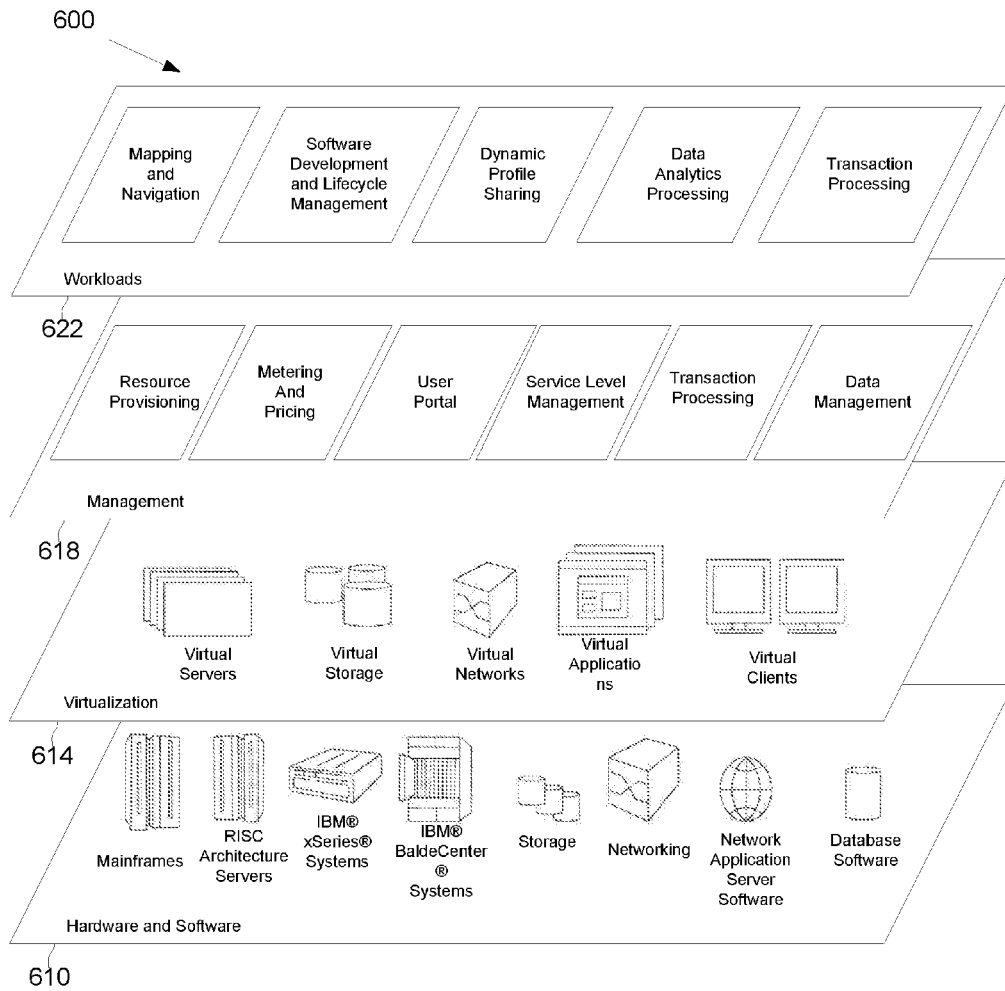 600
Mapping
and
Navigation
Software
Development
and Lifecycle
Management
Dynamic
Profile
Sharing
Data
Analytics
Processing
Transaction
Processing
Workloads
622
Resource
Provisioning
Metering
And
Pricing
User
Portal
Service Level
Management
Transaction
Processing
Data
Management
Management
618
Virtual
Servers
Virtual
Storage
Virtual
Networks
Virtual
Applicatio
ns
Virtual
Clients
Virtualization
614
Mainframes
RISC
Architecture
Servers
IBM®
xSeries®
Systems
IBM®
BaldeCenter
®
Systems
Storage
Networking
Network
Application
Server
Software
Database
Software
Hardware and Software
610